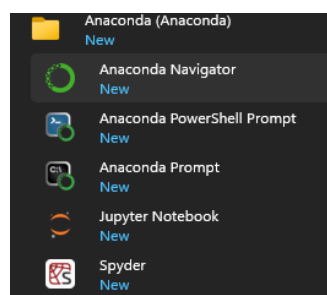 Anaconda (Anaconda)
New
Anaconda Navigator
New
Anaconda PowerShell Prompt
New
Anaconda Prompt
New
Jupyter Notebook
New
Spyder
New